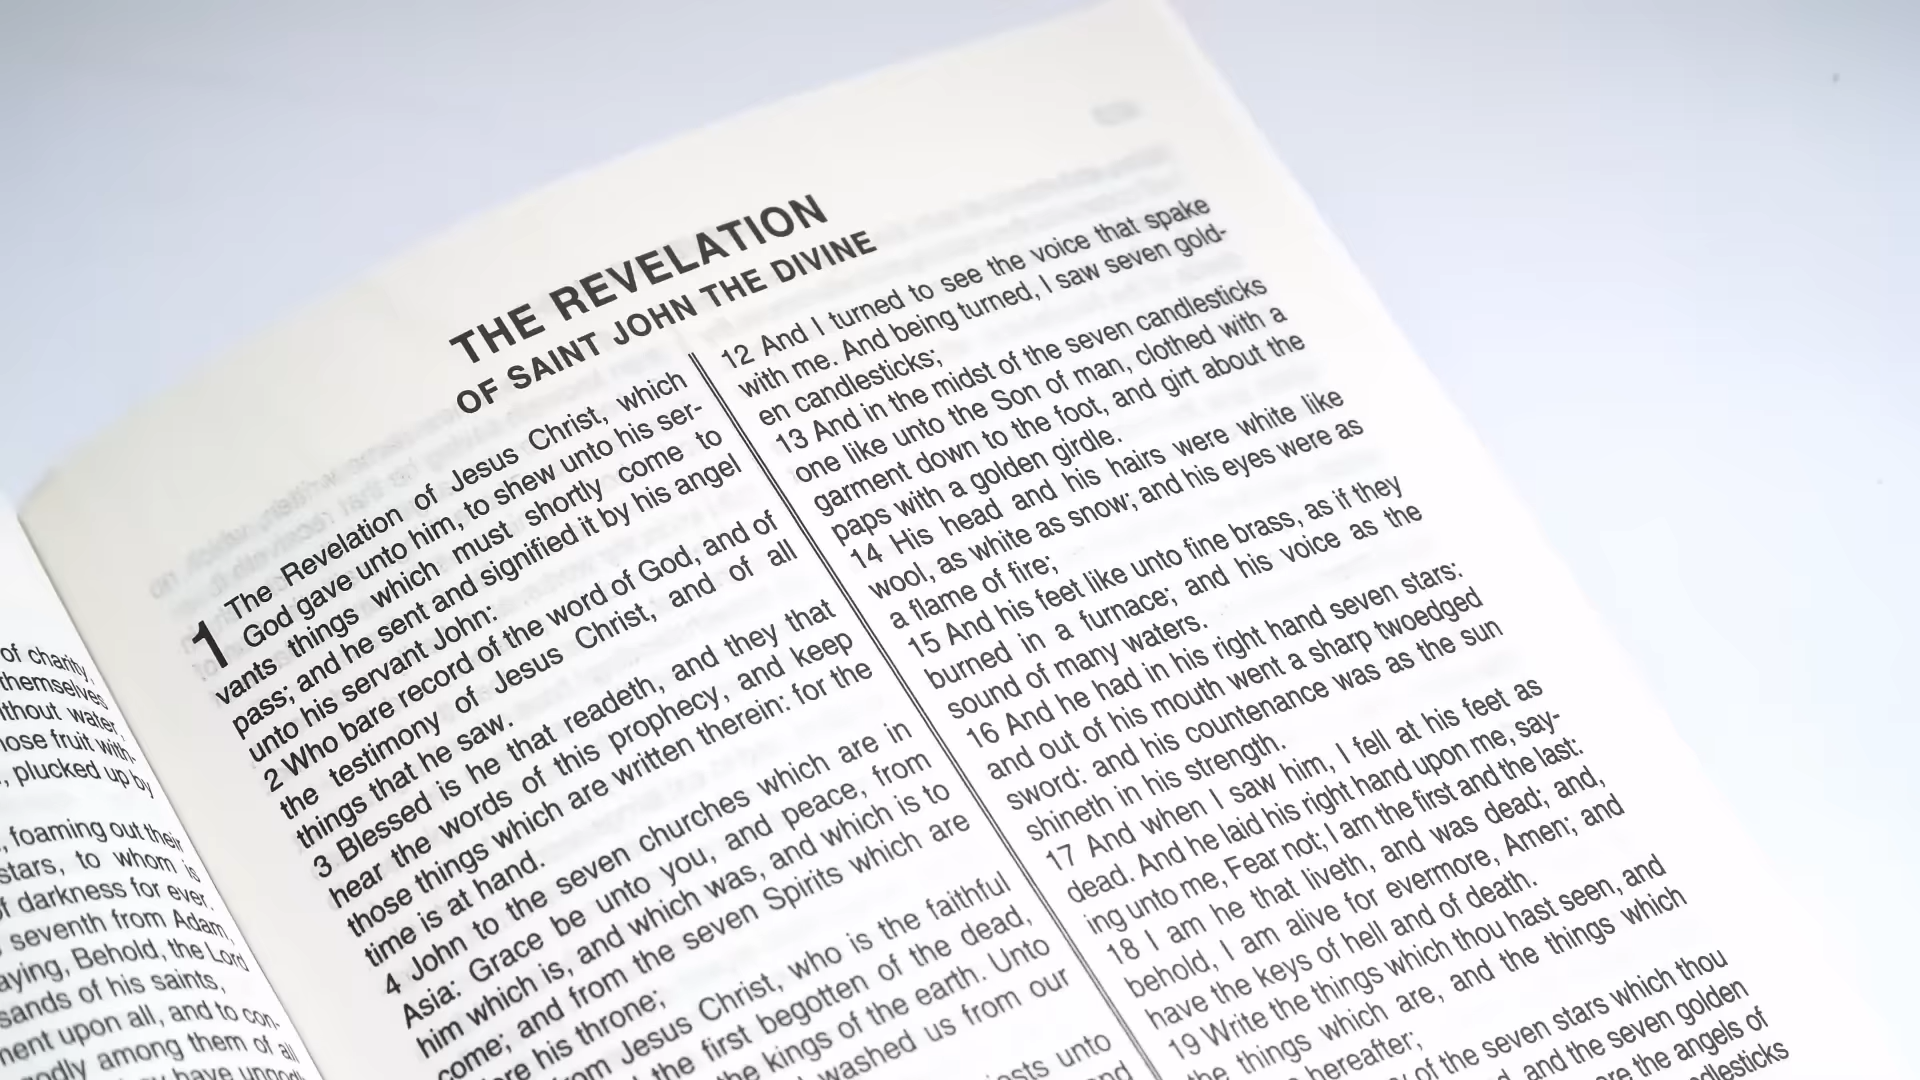 of charity,
themselves
ithout water,
hose fruit with-
, plucked up by
, foaming out their
stars, to whom is
f darkness for ever.
seventh from Adam,
aying, Behold, the Lord
sands of his saints,
ment upon all, and to con-
godly among them of all
have ungodl
THE REVELATION
OF SAINT JOHN THE DIVINE
1 The Revelation of Jesus Christ, which
God gave unto him, to shew unto his ser-
vants things which must shortly come to
pass; and he sent and signified it by his angel
unto his servant John:
2 Who bare record of the word of God, and of
the testimony of Jesus Christ, and of all
things that he saw.
3 Blessed is he that readeth, and they that
hear the words of this prophecy, and keep
those things which are written therein: for the
time is at hand.
4 John to the seven churches which are in
Asia: Grace be unto you, and peace, from
him which is, and which was, and which is to
come; and from the seven Spirits which are
re his throne;
om Jesus Christ, who is the faithful
the first begotten of the dead,
the kings of the earth. Unto
washed us from our
ests unto
and
12 And I turned to see the voice that spake
with me. And being turned, I saw seven gold-
en candlesticks;
13 And in the midst of the seven candlesticks
one like unto the Son of man, clothed with a
garment down to the foot, and girt about the
paps with a golden girdle.
14 His head and his hairs were white like
wool, as white as snow; and his eyes were as
a flame of fire;
15 And his feet like unto fine brass, as if they
burned in a furnace; and his voice as the
sound of many waters.
16 And he had in his right hand seven stars:
and out of his mouth went a sharp twoedged
sword: and his countenance was as the sun
shineth in his strength.
17 And when I saw him, I fell at his feet as
dead. And he laid his right hand upon me, say-
ing unto me, Fear not; I am the first and the last:
18 I am he that liveth, and was dead; and,
behold, I am alive for evermore, Amen; and
have the keys of hell and of death.
19 Write the things which thou hast seen, and
the things which are, and the things which
hereafter;
y of the seven stars which thou
d, and the seven golden
re the angels of
dlesticks